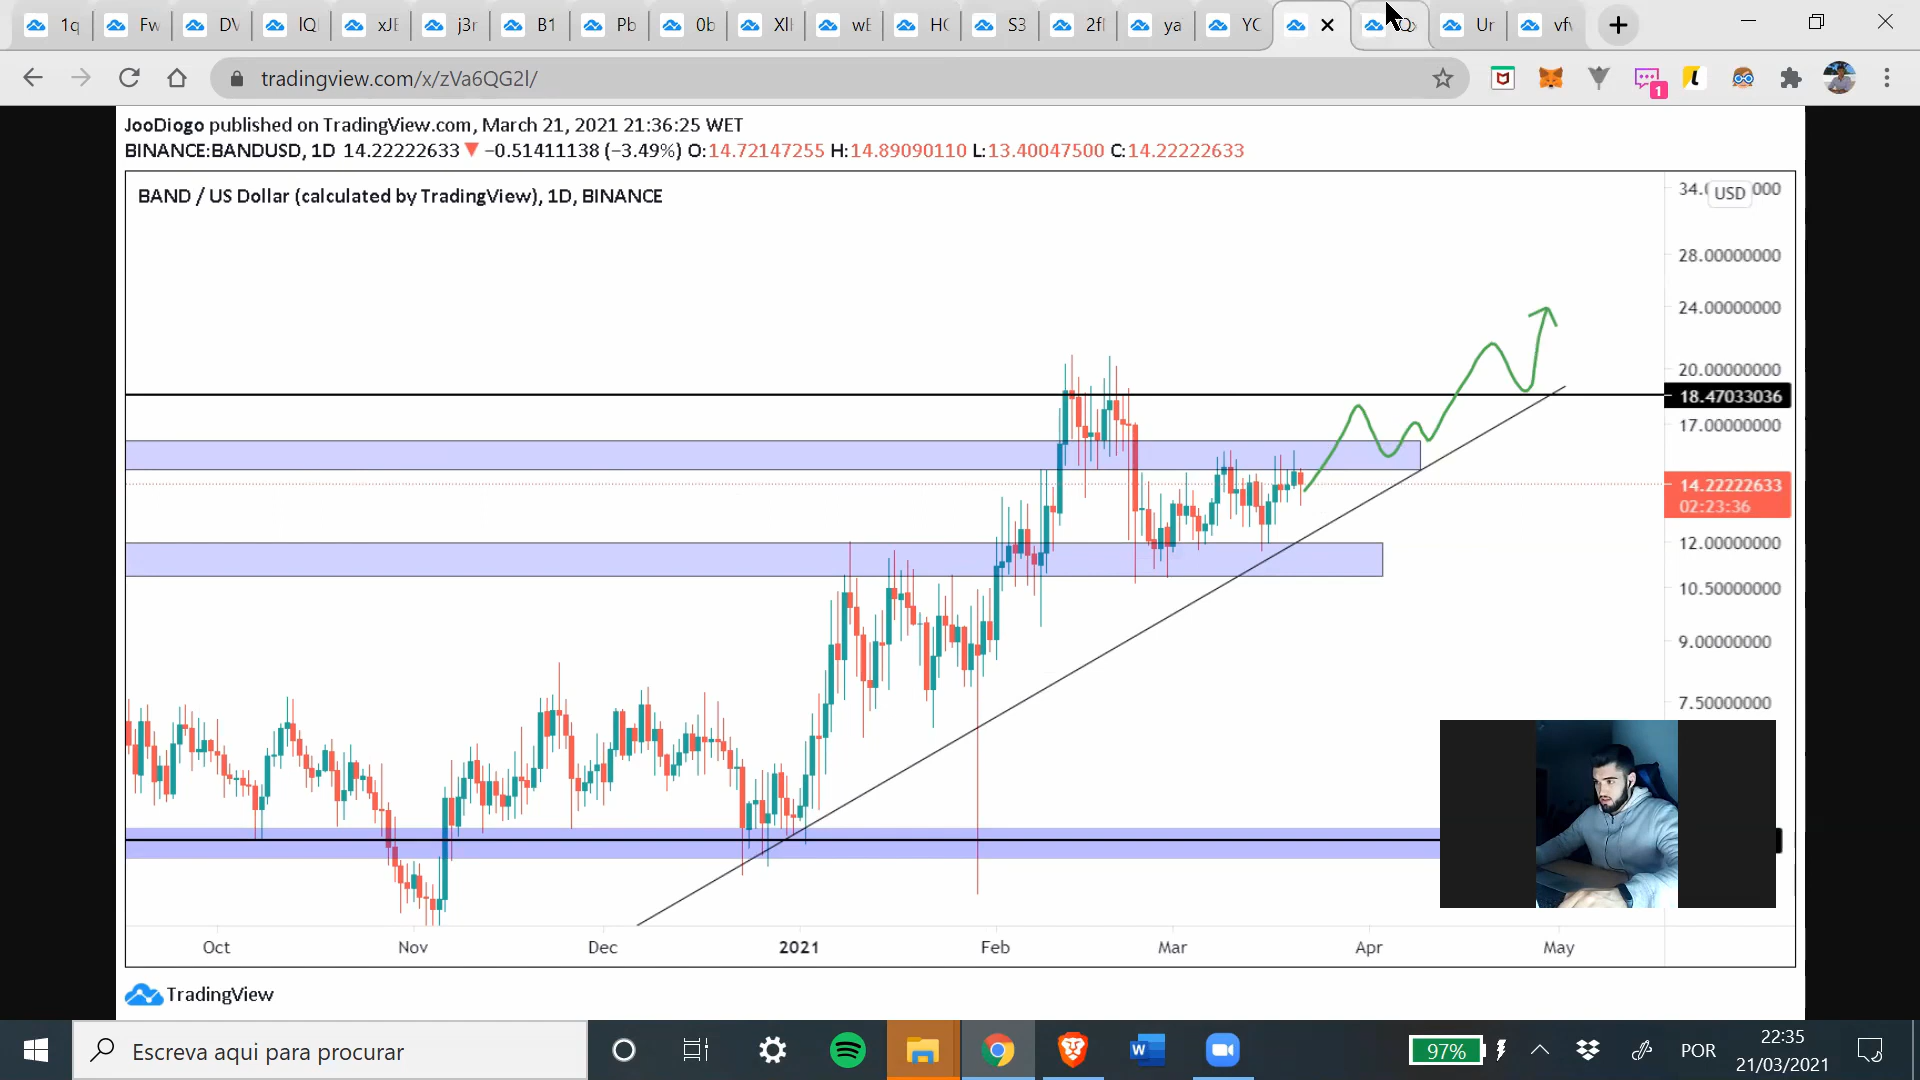 1q Fw DV lQ xJE j3r B1 Pb 0b XlI wE HC S3 2fl ya YC Ur vfv
tradingview.com/x/zVa6QG2l/
1
JooDiogo published on TradingView.com, March 21, 2021 21:36:25 WET
BINANCE:BANDUSD, 1D 14.22222633 ▼ −0.51411138 (−3.49%) O:14.72147255 H:14.89090110 L:13.40047500 C:14.22222633
BAND / US Dollar (calculated by TradingView), 1D, BINANCE
USD
28.00000000
24.00000000
20.00000000
18.47033036
17.00000000
14.22222633
02:23:36
12.00000000
10.50000000
9.00000000
7.50000000
Oct Nov Dec 2021 Feb Mar Apr May
TradingView
Escreva aqui para procurar
97%
POR
22:35
21/03/2021